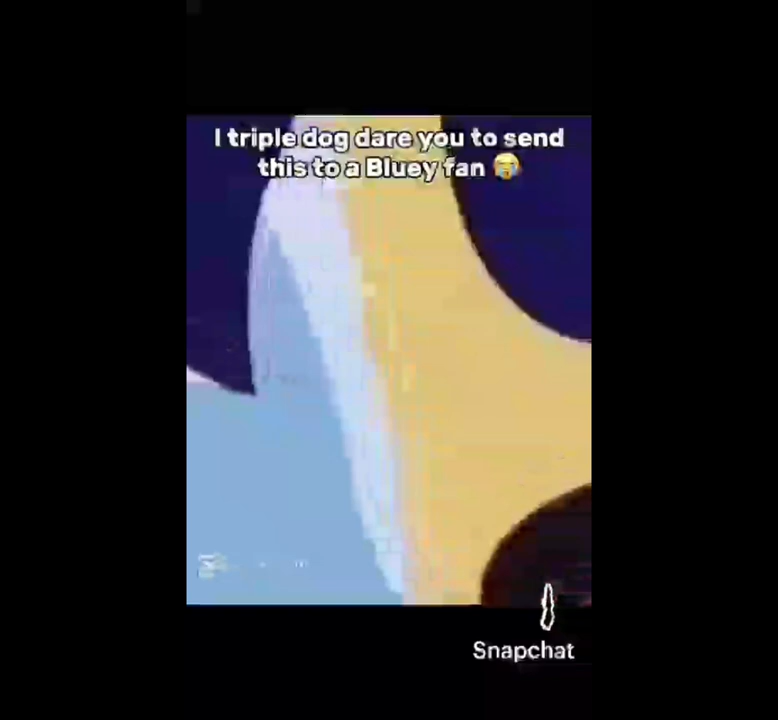 I triple dog dare you to send
this to a Bluey fan 😭
Snapchat